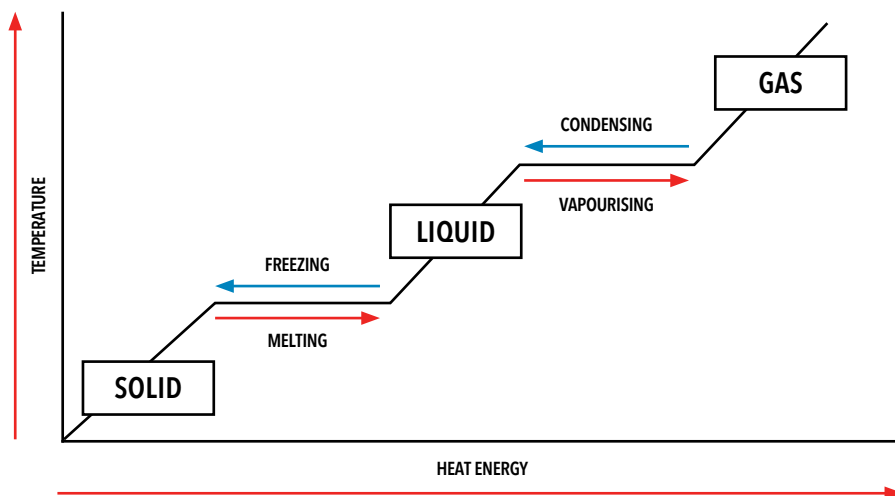 GAS
CONDENSING
VAPOURISING
LIQUID
FREEZING
MELTING
SOLID
TEMPERATURE
HEAT ENERGY